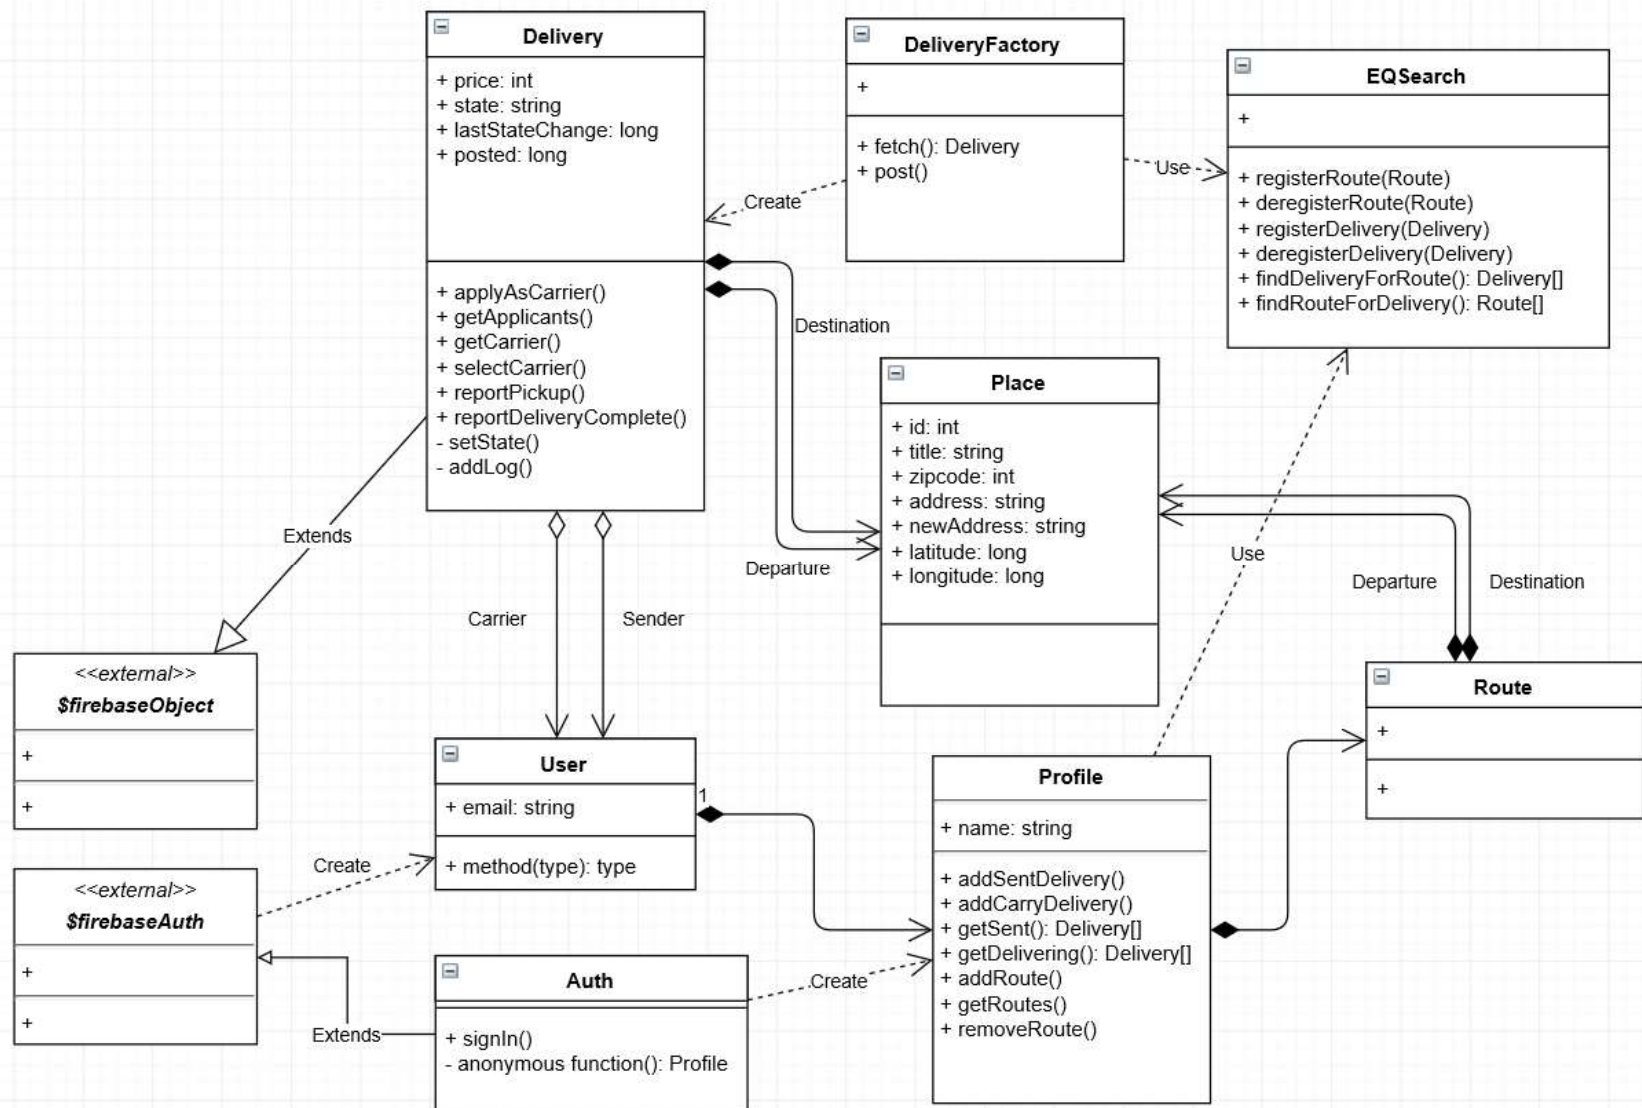 Delivery
+ price: int
+ state: string
+ lastStateChange: long
+ posted: long
+ applyAsCarrier()
+ getApplicants()
+ getCarrier()
+ selectCarrier()
+ reportPickup()
+ reportDeliveryComplete()
- setState()
- addLog()
DeliveryFactory
+
+ fetch(): Delivery
+ post()
Create
Use
EQSearch
+
+ registerRoute(Route)
+ deregisterRoute(Route)
+ registerDelivery(Delivery)
+ deregisterDelivery(Delivery)
+ findDeliveryForRoute(): Delivery[]
+ findRouteForDelivery(): Route[]
Destination
Departure
Place
+ id: int
+ title: string
+ zipcode: int
+ address: string
+ newAddress: string
+ latitude: long
+ longitude: long
Use
Departure
Destination
Extends
Carrier
Sender
<<external>>
$firebaseObject
+
+
User
+ email: string
+ method(type): type
1
Route
+
+
Profile
+ name: string
+ addSentDelivery()
+ addCarryDelivery()
+ getSent(): Delivery[]
+ getDelivering(): Delivery[]
+ addRoute()
+ getRoutes()
+ removeRoute()
<<external>>
$firebaseAuth
+
+
Create
Extends
Auth
+ signIn()
- anonymous function(): Profile
Create